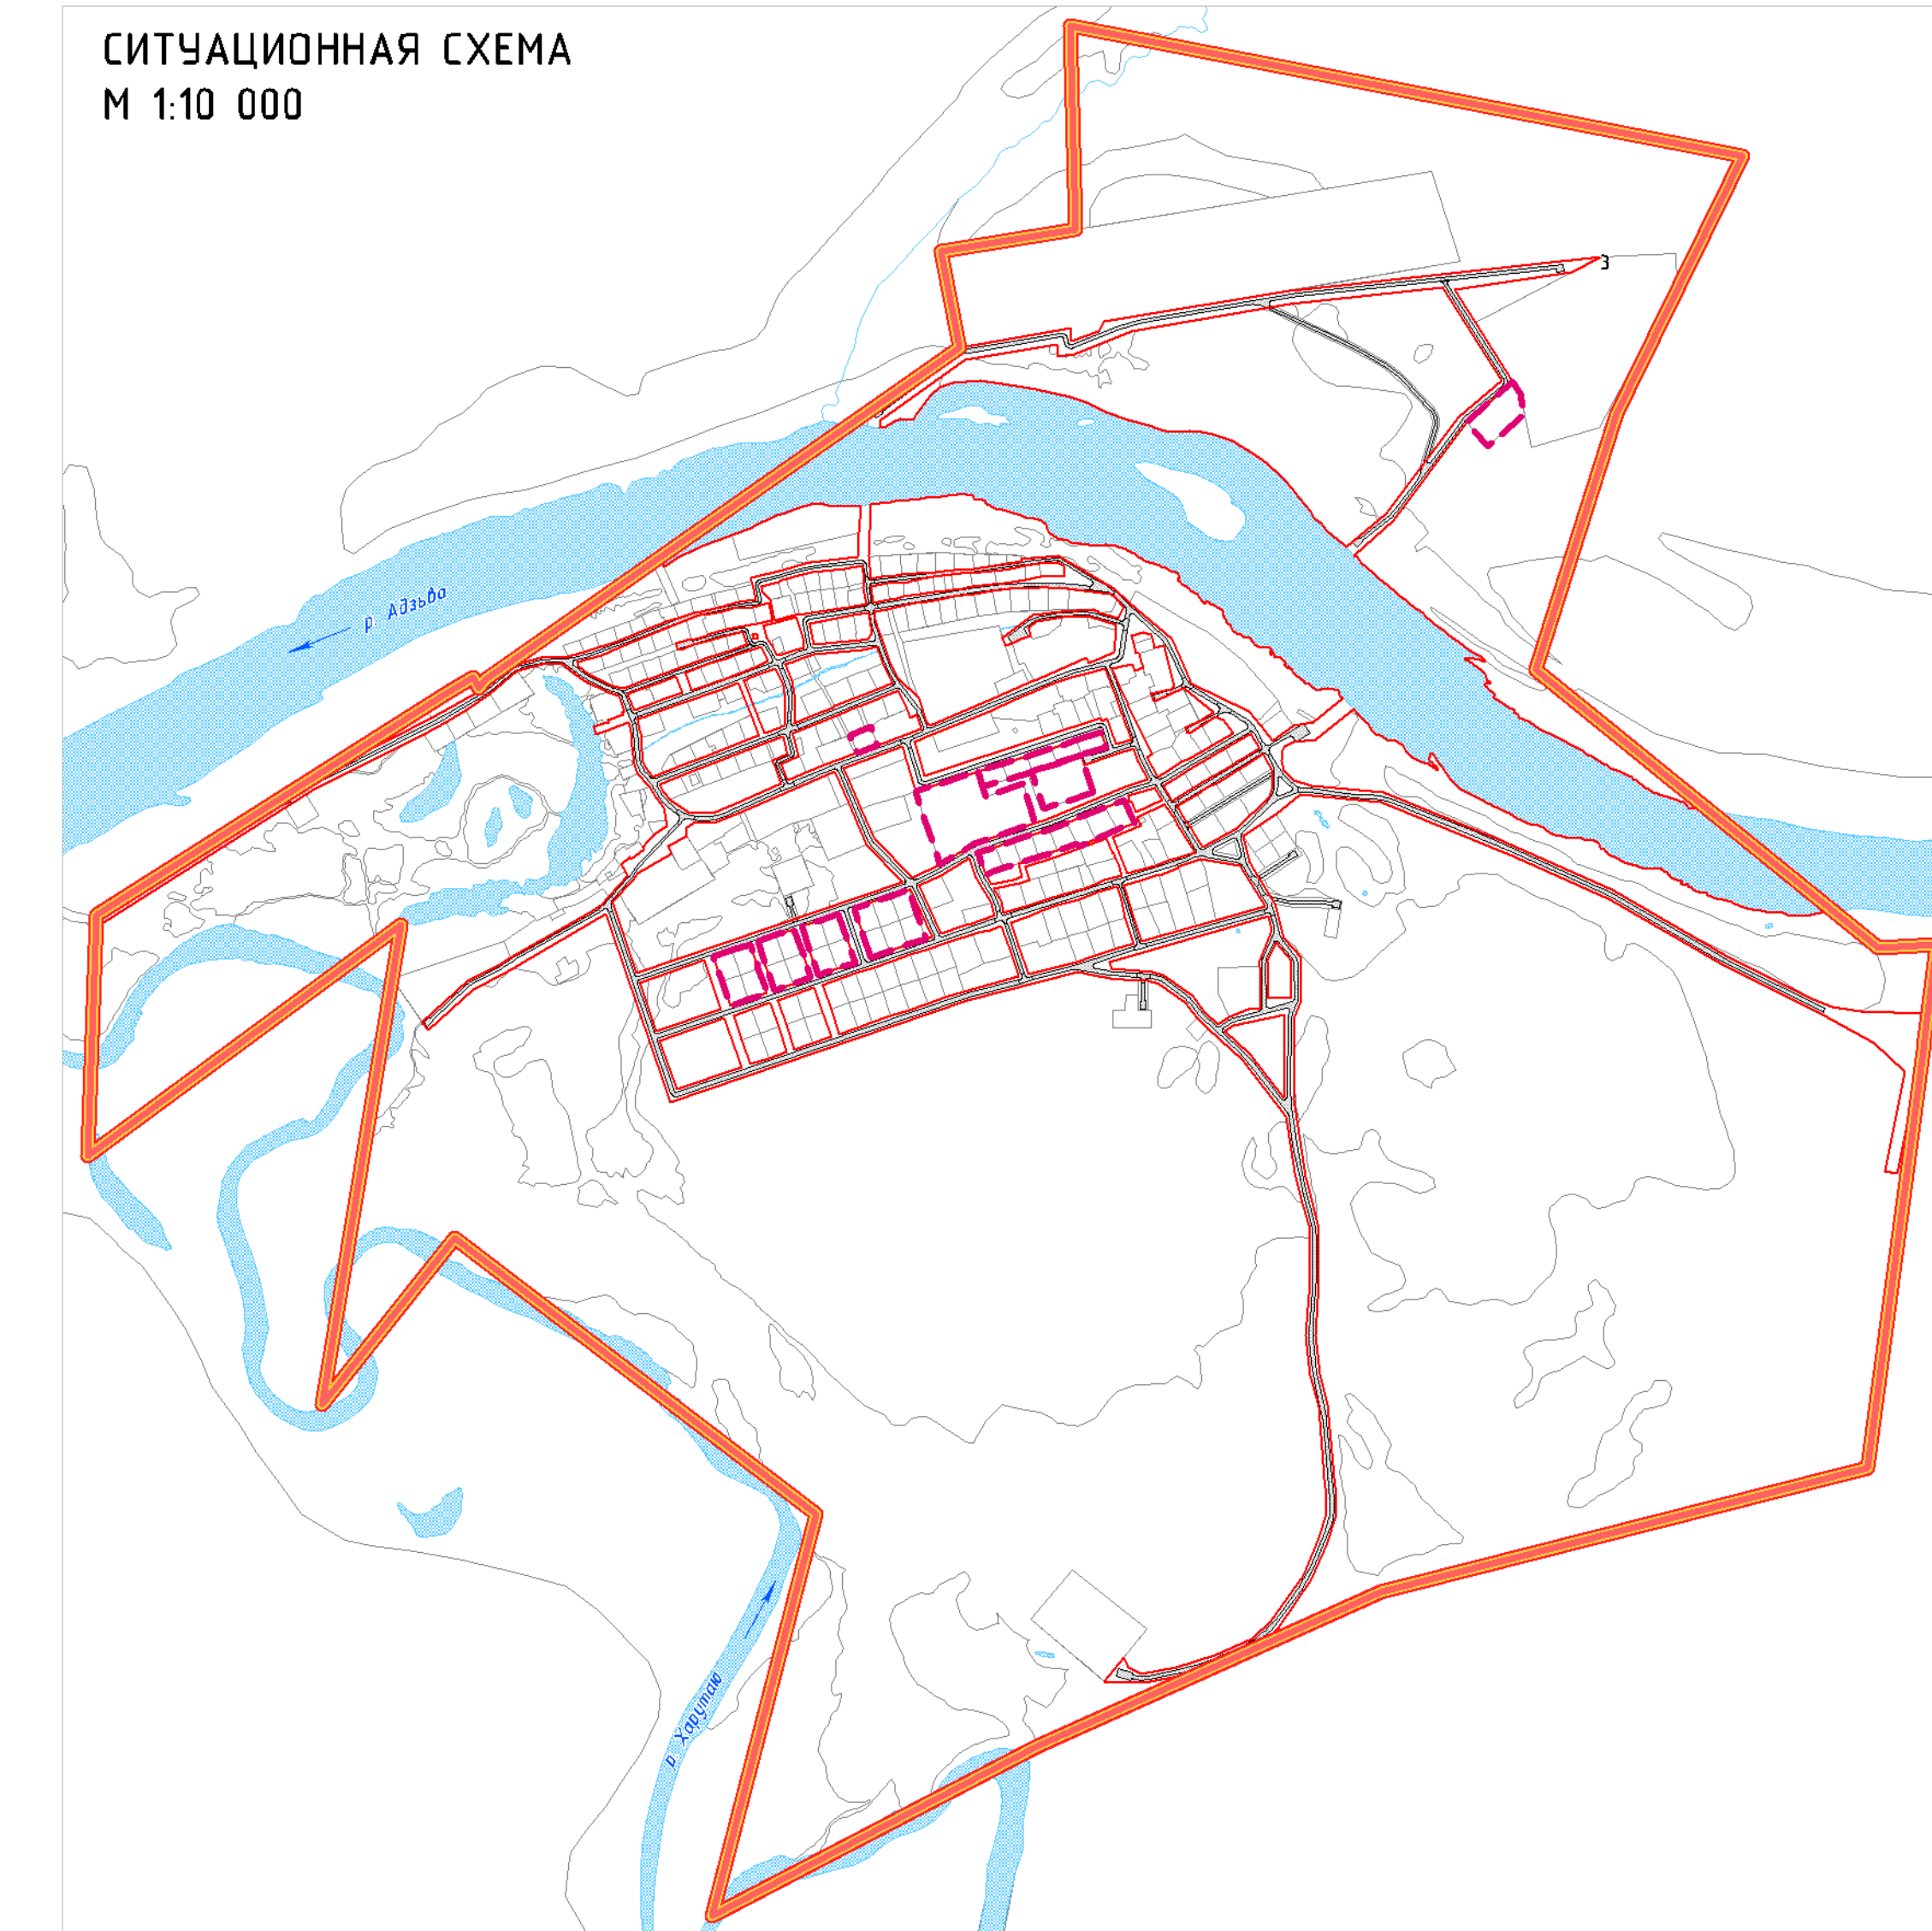 СИТУАЦИОННАЯ СХЕМА
М 1:10 000
3
р. Адзьва
р. Харутаю